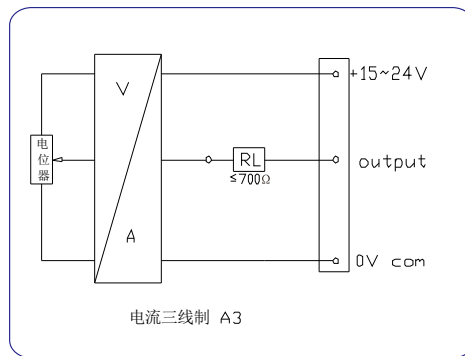 +15~24V
V
电位器
RL
output
≤700Ω
A
0V com
电流三线制 A3